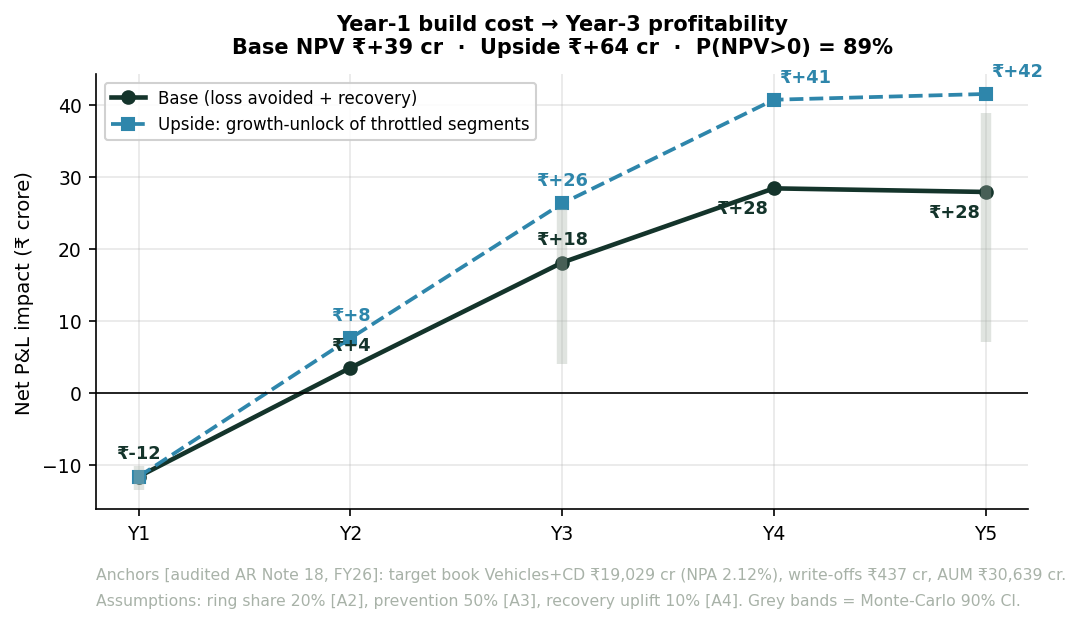 Year-1 build cost → Year-3 profitability
Base NPV ₹+39 cr · Upside ₹+64 cr · P(NPV>0) = 89%
Base (loss avoided + recovery)
Upside: growth-unlock of throttled segments
Net P&L impact (₹ crore)
40
30
20
10
0
−10
₹-12
₹+8
₹+4
₹+26
₹+18
₹+41
₹+28
₹+42
₹+28
Y1 Y2 Y3 Y4 Y5
Anchors [audited AR Note 18, FY26]: target book Vehicles+CD ₹19,029 cr (NPA 2.12%), write-offs ₹437 cr, AUM ₹30,639 cr.
Assumptions: ring share 20% [A2], prevention 50% [A3], recovery uplift 10% [A4]. Grey bands = Monte-Carlo 90% CI.